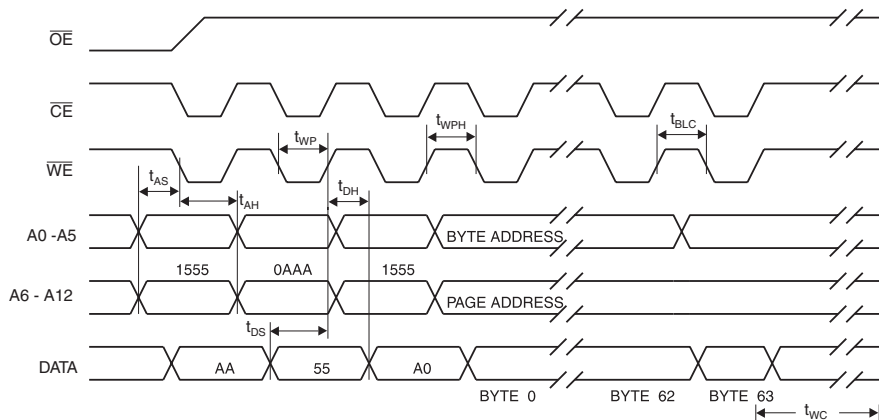 OE
CE
tWP
tWPH
tBLC
WE
tAS
tAH
tDH
A0 -A5
BYTE ADDRESS
1555 0AAA 1555
A6 - A12
PAGE ADDRESS
tDS
DATA
AA 55 A0
BYTE 0 BYTE 62 BYTE 63
tWC